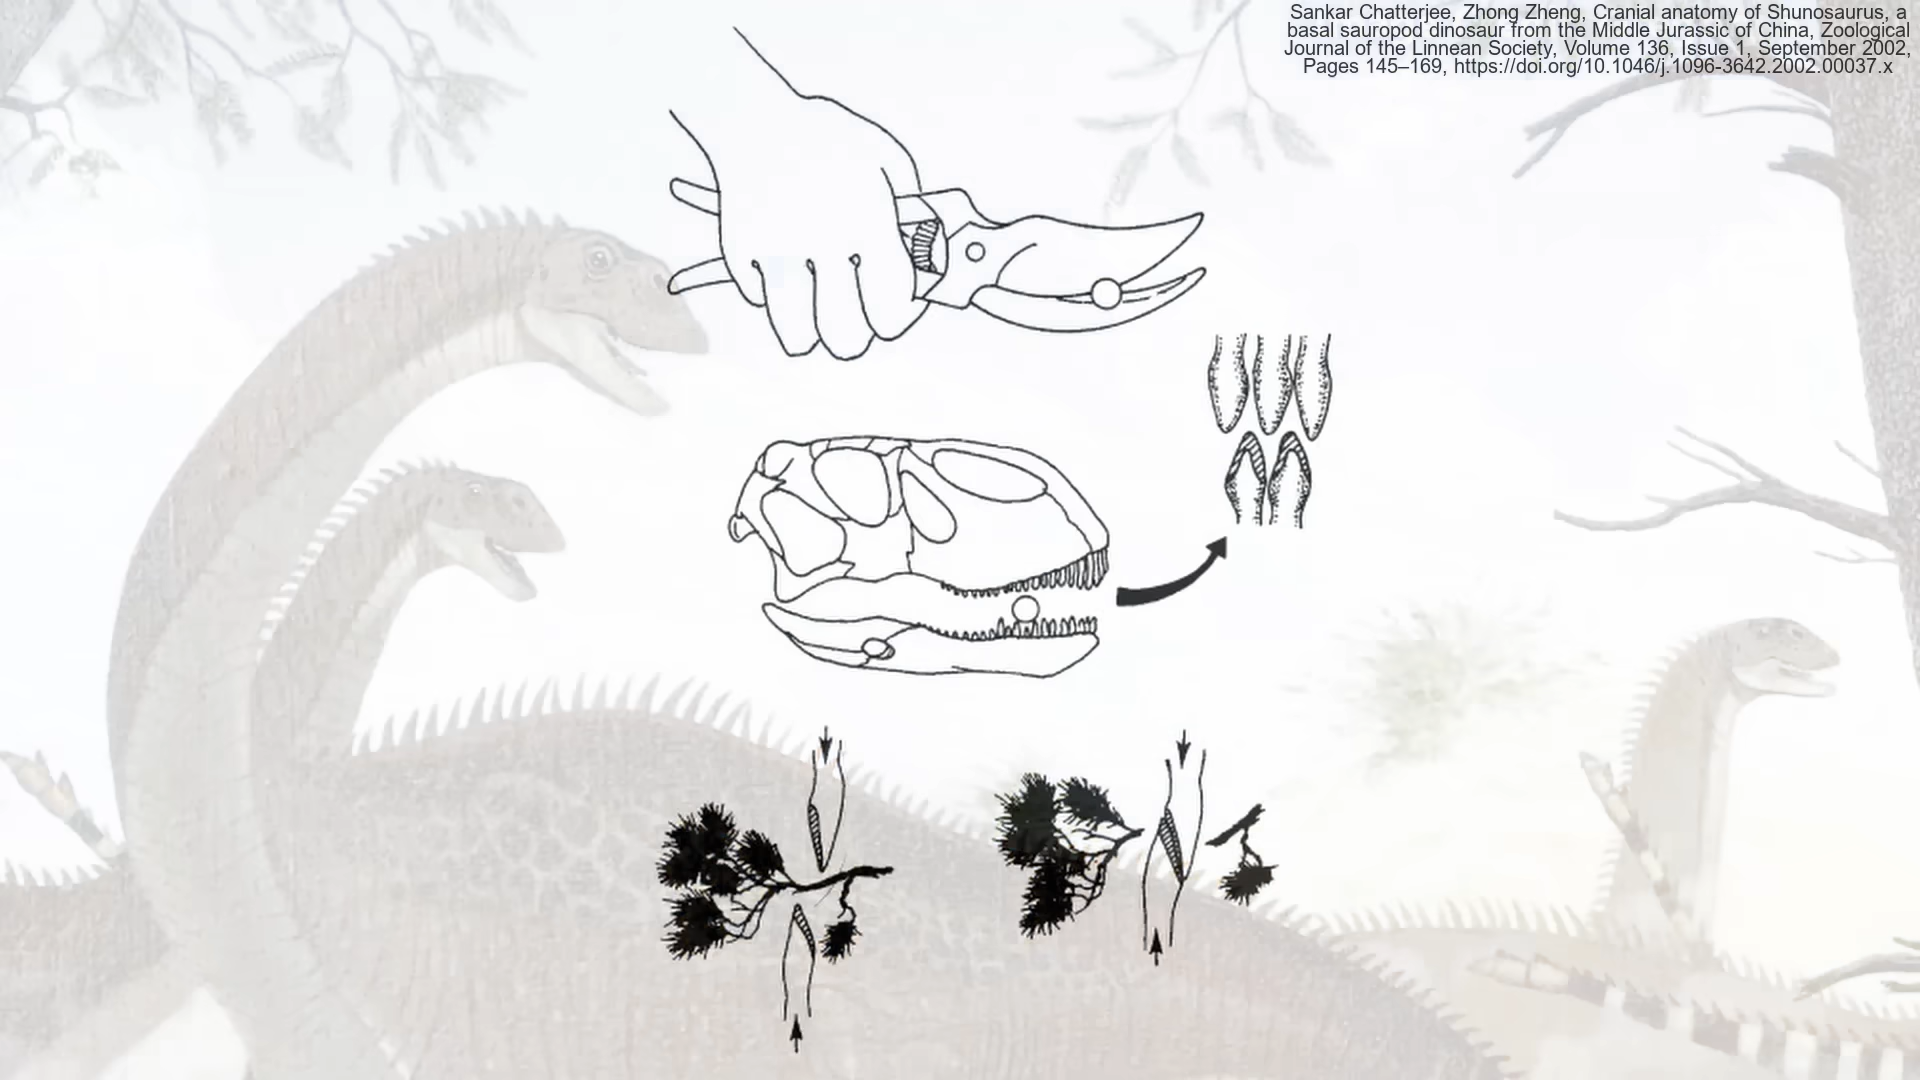 Sankar Chatterjee, Zhong Zheng, Cranial anatomy of Shunosaurus, a
basal sauropod dinosaur from the Middle Jurassic of China, Zoological
Journal of the Linnean Society, Volume 136, Issue 1, September 2002,
Pages 145–169, https://doi.org/10.1046/j.1096-3642.2002.00037.x